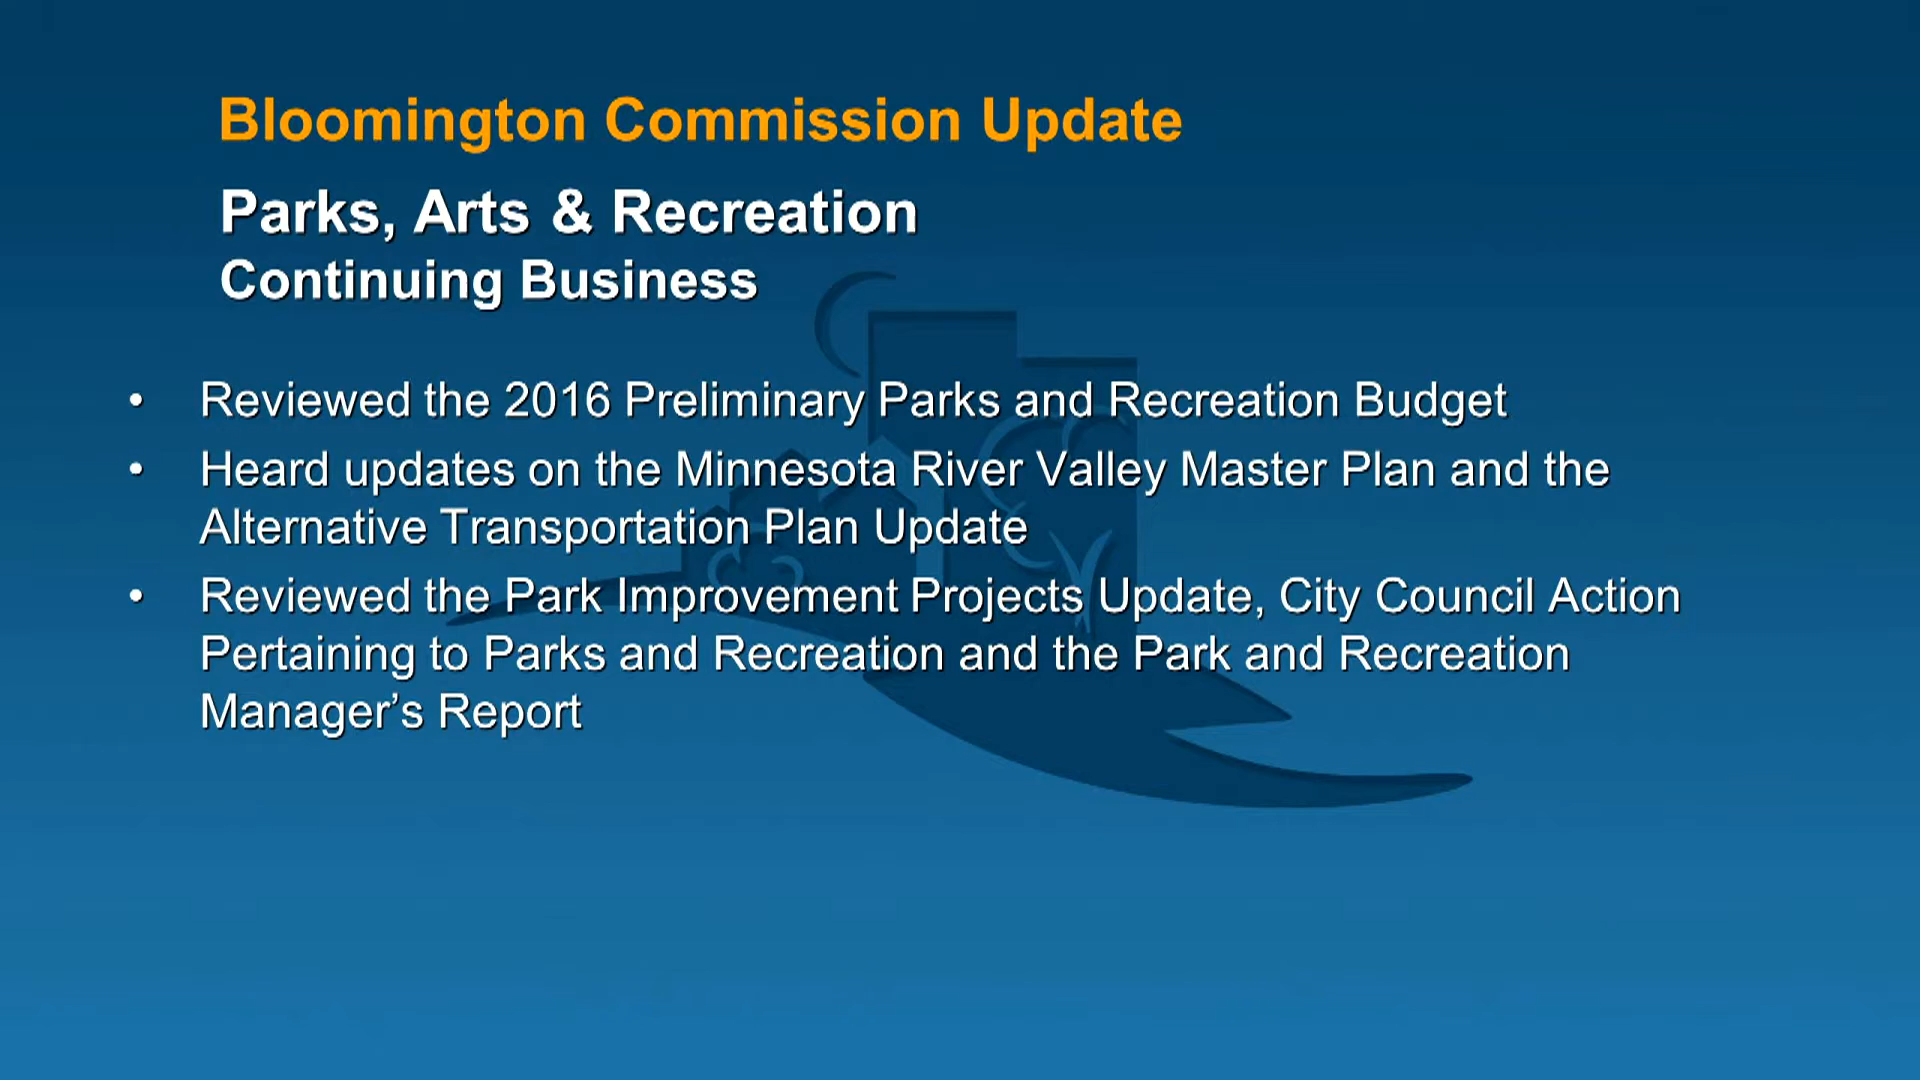 Bloomington Commission Update
Parks, Arts & Recreation
Continuing Business
• Reviewed the 2016 Preliminary Parks and Recreation Budget
• Heard updates on the Minnesota River Valley Master Plan and the
Alternative Transportation Plan Update
• Reviewed the Park Improvement Projects Update, City Council Action
Pertaining to Parks and Recreation and the Park and Recreation
Manager’s Report